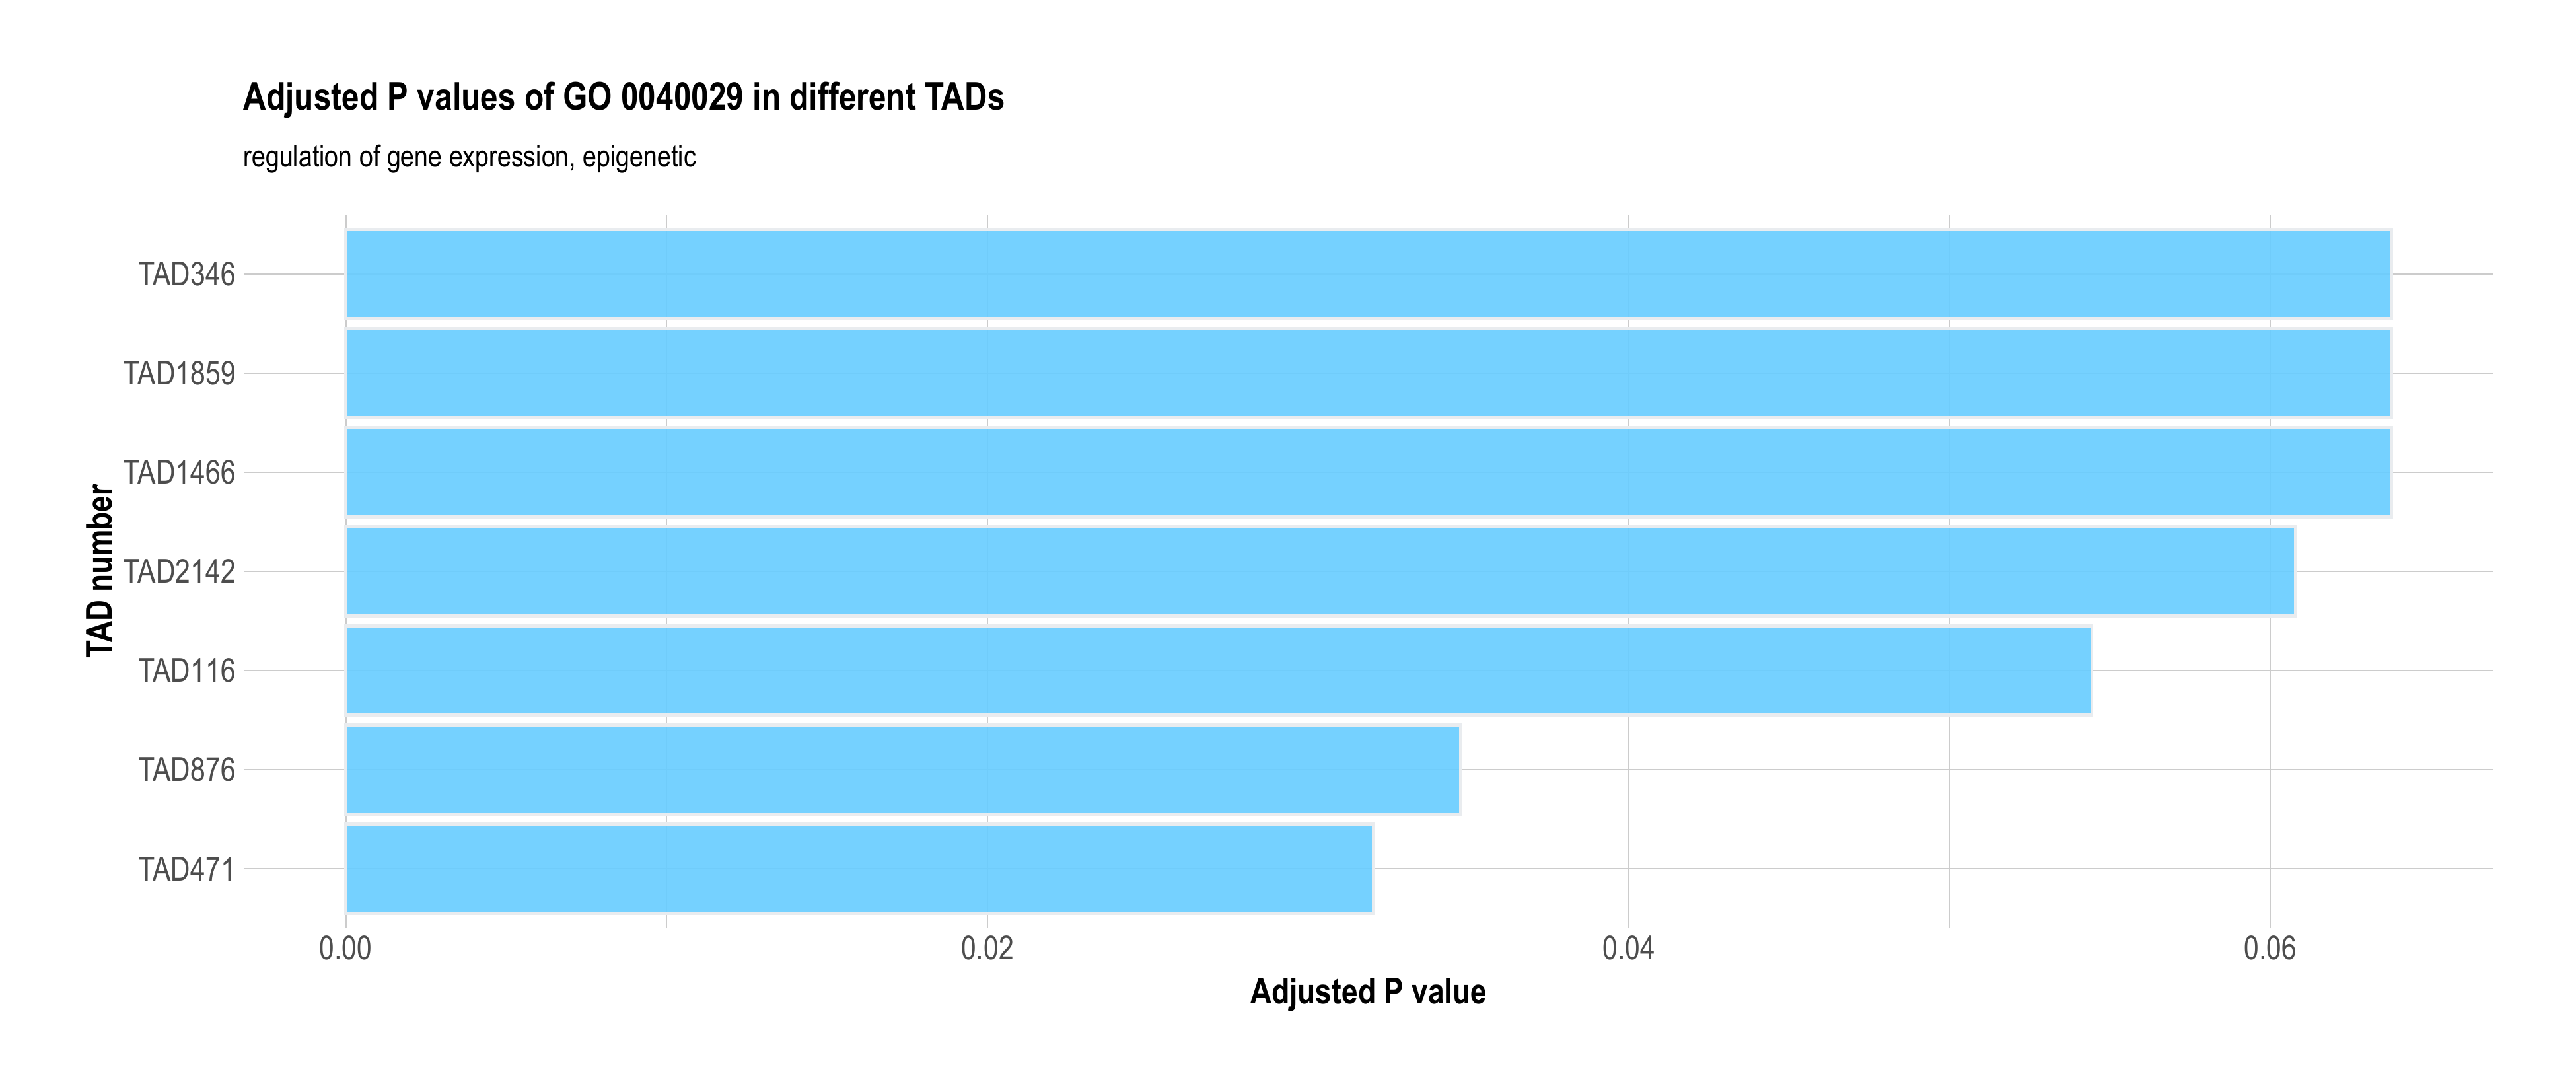 Adjusted P values of GO 0040029 in different TADs
regulation of gene expression, epigenetic
TAD346
TAD1859
TAD1466
TAD2142
TAD116
TAD876
TAD471
TAD number
0.00 0.02 0.04 0.06
Adjusted P value